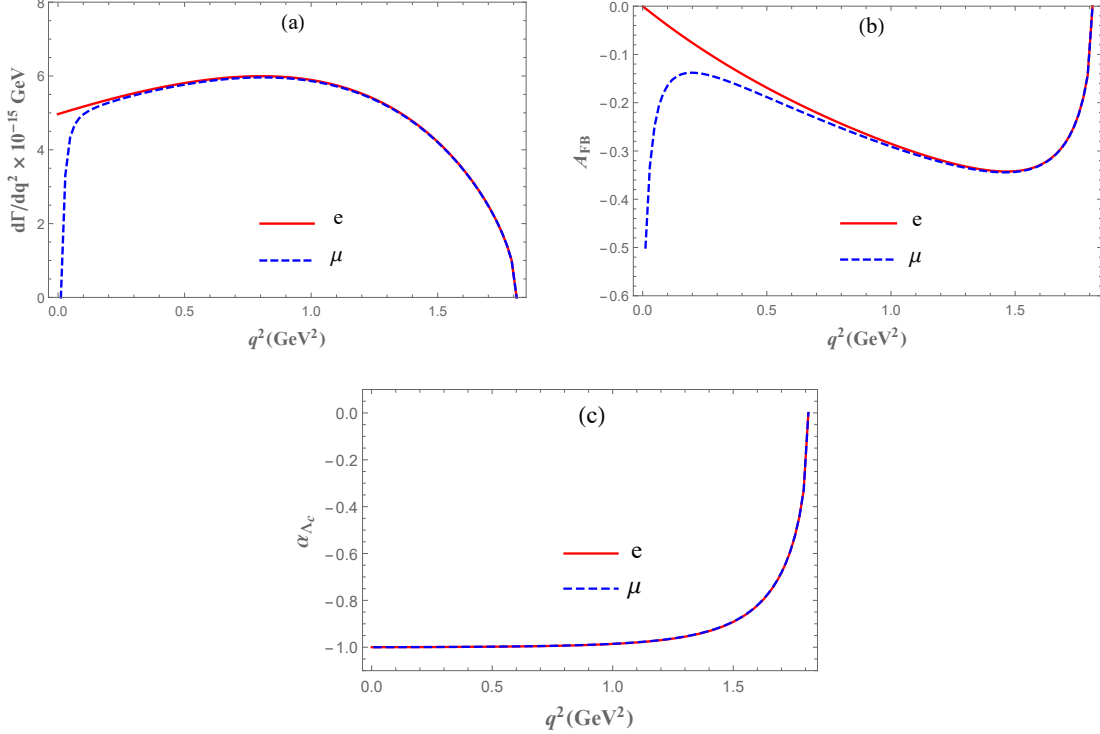 (a)
8
6
4
2
0
dΓ/dq² × 10⁻¹⁵ GeV
e
μ
0.0 0.5 1.0 1.5
q²(GeV²)
(b)
0.0
−0.1
−0.2
−0.3
−0.4
−0.5
−0.6
A_FB
e
μ
0.0 0.5 1.0 1.5
q²(GeV²)
(c)
0.0
−0.2
−0.4
−0.6
−0.8
−1.0
α_Λ_c
e
μ
0.0 0.5 1.0 1.5
q²(GeV²)